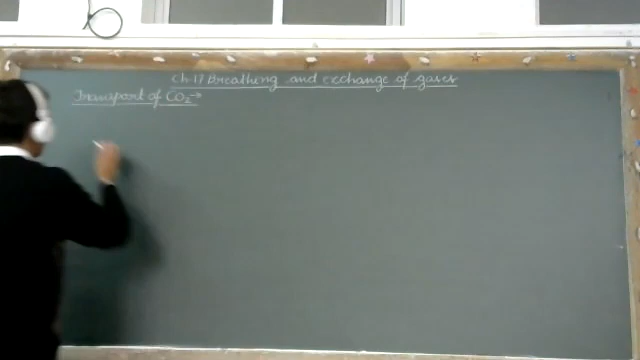 Ch 17 Breathing and exchange of gases
Transport of CO₂→